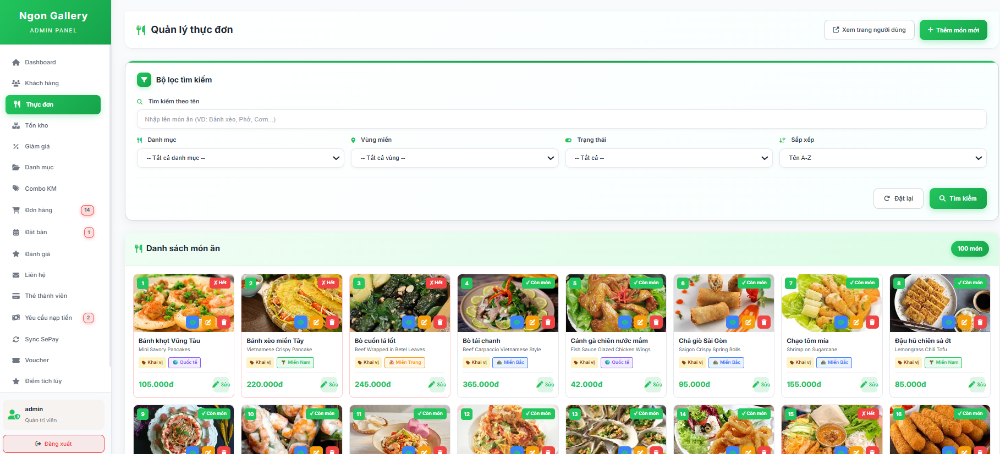 Ngon Gallery
ADMIN PANEL
Dashboard
Khách hàng
Thực đơn
Tồn kho
Giảm giá
Danh mục
Combo KM
Đơn hàng 14
Đặt bàn 1
Đánh giá
Liên hệ
Thẻ thành viên
Yêu cầu nạp tiền 2
Sync SePay
Voucher
Điểm tích lũy
admin
Quản trị viên
Đăng xuất
Quản lý thực đơn
Xem trang người dùng
+ Thêm món mới
Bộ lọc tìm kiếm
Tìm kiếm theo tên
Nhập tên món ăn (VD: Bánh xèo, Phở, Cơm...)
Danh mục Vùng miền Trạng thái Sắp xếp
-- Tất cả danh mục -- -- Tất cả vùng -- -- Tất cả -- Tên A-Z
Đặt lại Tìm kiếm
Danh sách món ăn 100 món
1 ✗ Hết
Bánh khọt Vũng Tàu
Mini Savory Pancakes
Khai vị Quốc tế
105.000đ Sửa
2 ✗ Hết
Bánh xèo miền Tây
Vietnamese Crispy Pancake
Khai vị Miền Nam
220.000đ Sửa
3 ✗ Hết
Bò cuốn lá lốt
Beef Wrapped in Betel Leaves
Khai vị Miền Trung
245.000đ Sửa
4 ✓ Còn món
Bò tái chanh
Beef Carpaccio Vietnamese Style
Khai vị Miền Bắc
365.000đ Sửa
5 ✓ Còn món
Cánh gà chiên nước mắm
Fish Sauce Glazed Chicken Wings
Khai vị Quốc tế
42.000đ Sửa
6 ✓ Còn món
Chả giò Sài Gòn
Saigon Crispy Spring Rolls
Khai vị Miền Bắc
95.000đ Sửa
7 ✓ Còn món
Chạo tôm mía
Shrimp on Sugarcane
Khai vị Miền Bắc
155.000đ Sửa
8 ✓ Còn món
Đậu hũ chiên sả ớt
Lemongrass Chili Tofu
Khai vị Miền Nam
85.000đ Sửa
9 ✓ Còn món
10 ✓ Còn món
11 ✓ Còn món
12 ✓ Còn món
13 ✓ Còn món
14 ✓ Còn món
15 ✗ Hết
16 ✓ Còn món